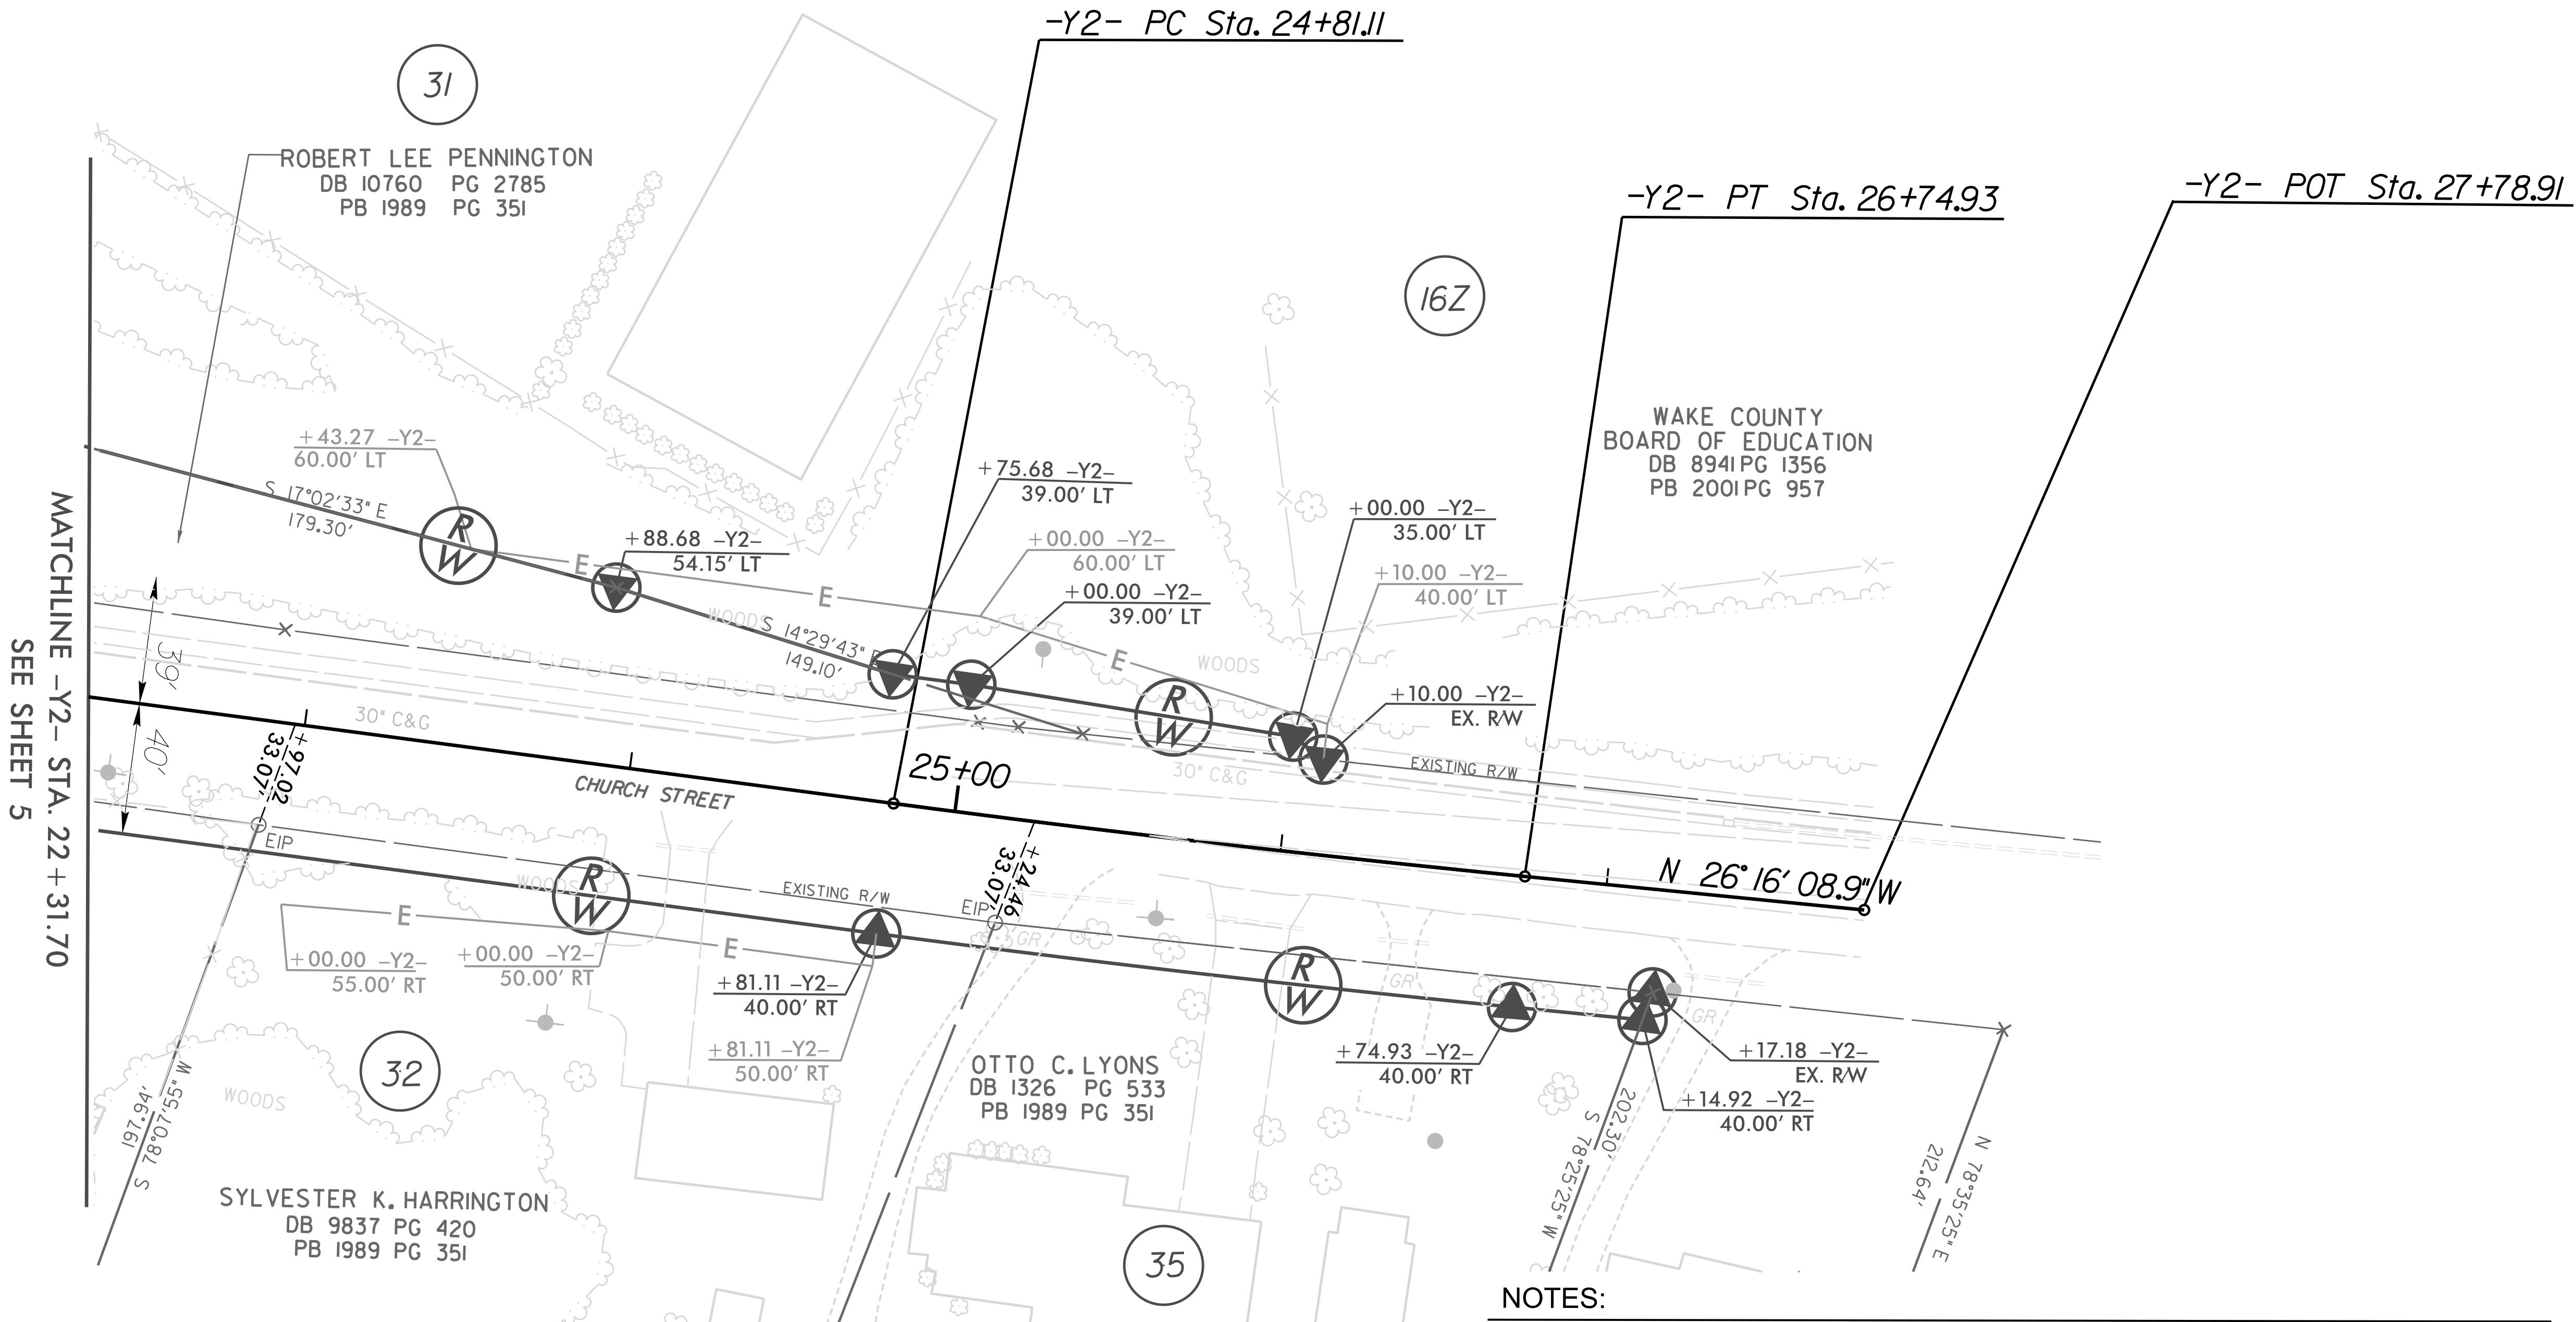 -Y2- PC Sta. 24+81.11
31
ROBERT LEE PENNINGTON
DB 10760 PG 2785
PB 1989 PG 351
-Y2- PT Sta. 26+74.93
-Y2- POT Sta. 27+78.91
16Z
WAKE COUNTY
BOARD OF EDUCATION
DB 8941 PG 1356
PB 2001 PG 957
+43.27 -Y2-
60.00' LT
S 17°02'33" E
179.30'
R
W
E
+88.68 -Y2-
54.15' LT
E
+75.68 -Y2-
39.00' LT
+00.00 -Y2-
60.00' LT
+00.00 -Y2-
39.00' LT
+00.00 -Y2-
35.00' LT
+10.00 -Y2-
40.00' LT
WOODS
S 14°29'43" E
149.10'
E
WOODS
R
W
+10.00 -Y2-
EX. R/W
EXISTING R/W
30" C&G
MATCHLINE -Y2- STA. 22+31.70
SEE SHEET 5
39'
40'
30" C&G
+97.02
33.07'
EIP
CHURCH STREET
25+00
N 26°16'08.9" W
+24.46
33.07'
EIP
GR
WOODS
R
W
EXISTING R/W
E
E
+00.00 -Y2-
55.00' RT
+00.00 -Y2-
50.00' RT
+81.11 -Y2-
40.00' RT
+81.11 -Y2-
50.00' RT
R
W
GR
GR
+74.93 -Y2-
40.00' RT
+17.18 -Y2-
EX. R/W
+14.92 -Y2-
40.00' RT
32
WOODS
197.94'
S 78°07'55" W
SYLVESTER K. HARRINGTON
DB 9837 PG 420
PB 1989 PG 351
OTTO C. LYONS
DB 1326 PG 533
PB 1989 PG 351
35
202.30'
S 78°25'25" W
N 78°35'25" E
212.64'
NOTES: